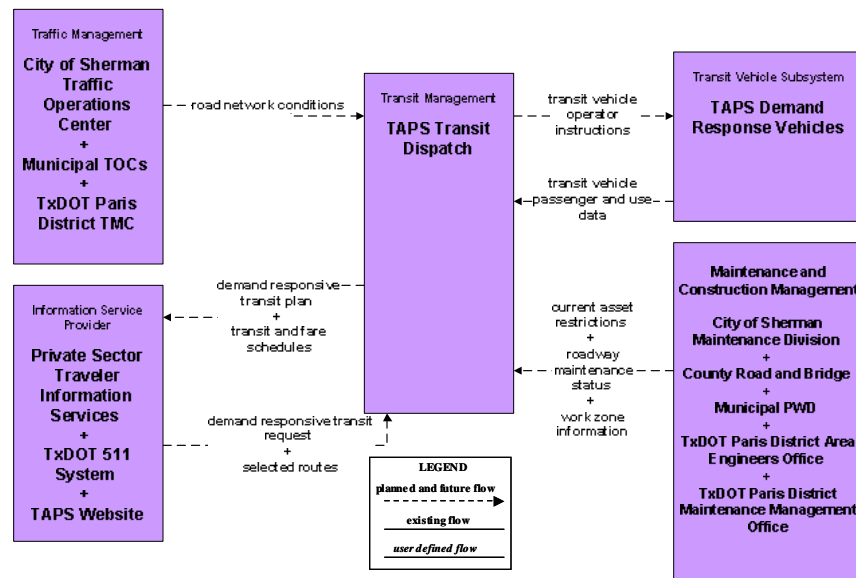 Traffic Management
City of Sherman
Traffic
Operations
Center
+
Municipal TOCs
+
TxDOT Paris
District TMC
road network conditions
Transit Management
TAPS Transit
Dispatch
transit vehicle
operator
instructions
Transit Vehicle Subsystem
TAPS Demand
Response Vehicles
transit vehicle
passenger and use
data
Information Service
Provider
Private Sector
Traveler
Information
Services
+
TxDOT 511
System
+
TAPS Website
demand responsive
transit plan
+
transit and fare
schedules
demand responsive transit
request
+
selected routes
current asset
restrictions
+
roadway
maintenance
status
+
work zone
information
Maintenance and
Construction Management
City of Sherman
Maintenance Division
+
County Road and Bridge
+
Municipal PWD
+
TxDOT Paris District Area
Engineers Office
+
TxDOT Paris District
Maintenance Management
Office
LEGEND
planned and future flow
existing flow
user defined flow